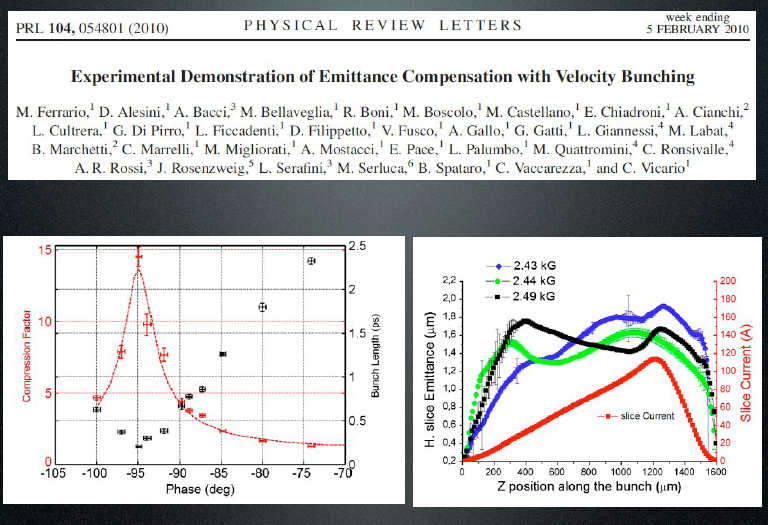 PRL 104, 054801 (2010)
PHYSICAL REVIEW LETTERS
week ending
5 FEBRUARY 2010
Experimental Demonstration of Emittance Compensation with Velocity Bunching
M. Ferrario,1 D. Alesini,1 A. Bacci,3 M. Bellaveglia,1 R. Boni,1 M. Boscolo,1 M. Castellano,1 E. Chiadroni,1 A. Cianchi,2
L. Cultrera,1 G. Di Pirro,1 L. Ficcadenti,1 D. Filippetto,1 V. Fusco,1 A. Gallo,1 G. Gatti,1 L. Giannessi,4 M. Labat,4
B. Marchetti,2 C. Marrelli,1 M. Migliorati,1 A. Mostacci,1 E. Pace,1 L. Palumbo,1 M. Quattromini,4 C. Ronsivalle,4
A. R. Rossi,3 J. Rosenzweig,5 L. Serafini,3 M. Serluca,6 B. Spataro,1 C. Vaccarezza,1 and C. Vicario1
Compression Factor
15
10
5
0
2.5
2
1.5
1
0.5
0
Bunch Length (ps)
-105 -100 -95 -90 -85 -80 -75 -70
Phase (deg)
2.43 kG
2.44 kG
2.49 kG
H. slice Emittance (μm)
2,2
2,0
1,8
1,6
1,4
1,2
1,0
0,8
0,6
0,4
0,2
200
180
160
140
120
100
80
60
40
20
0
Slice Current (A)
slice Current
0 200 400 600 800 1000 1200 1400 1600
Z position along the bunch (μm)